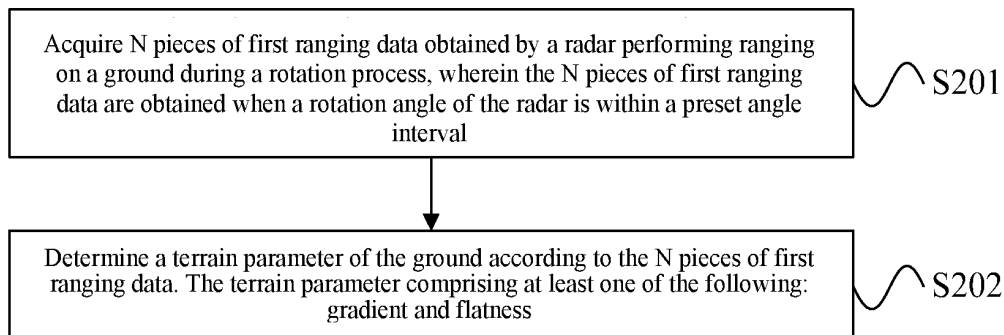 Acquire N pieces of first ranging data obtained by a radar performing ranging
on a ground during a rotation process, wherein the N pieces of first ranging
data are obtained when a rotation angle of the radar is within a preset angle
interval
S201
Determine a terrain parameter of the ground according to the N pieces of first
ranging data. The terrain parameter comprising at least one of the following:
gradient and flatness
S202